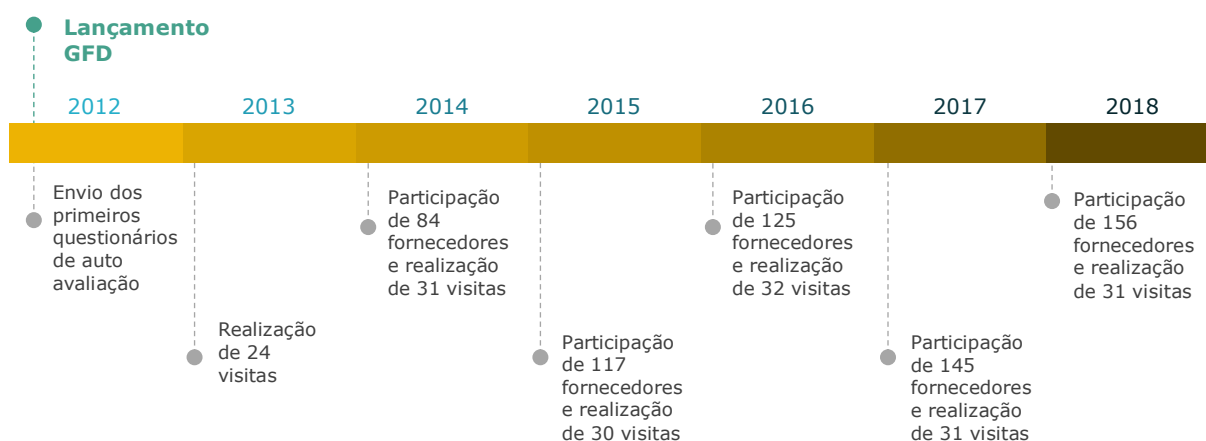 Lançamento
GFD
2012
2013
2014
2015
2016
2017
2018
Envio dos
primeiros
questionários
de auto
avaliação
Realização
de 24
visitas
Participação
de 84
fornecedores
e realização
de 31 visitas
Participação
de 117
fornecedores
e realização
de 30 visitas
Participação
de 125
fornecedores
e realização
de 32 visitas
Participação
de 145
fornecedores
e realização
de 31 visitas
Participação
de 156
fornecedores
e realização
de 31 visitas